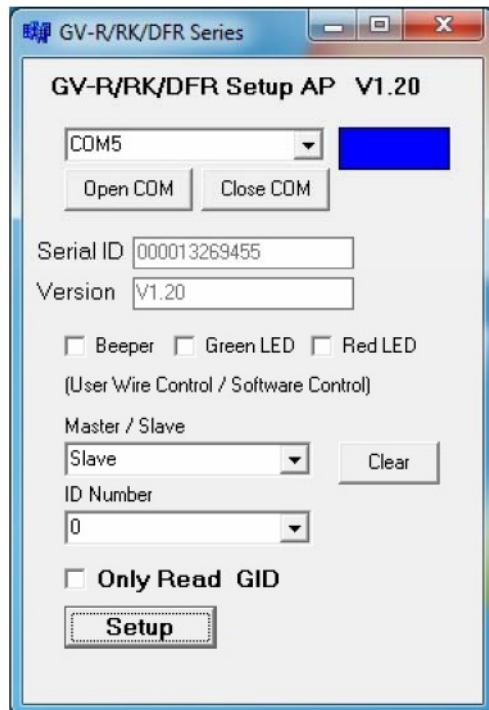 GV-R/RK/DFR Series
GV-R/RK/DFR Setup AP V1.20
COM5
Open COM Close COM
Serial ID 000013269455
Version V1.20
Beeper Green LED Red LED
(User Wire Control / Software Control)
Master / Slave
Slave Clear
ID Number
0
Only Read GID
Setup